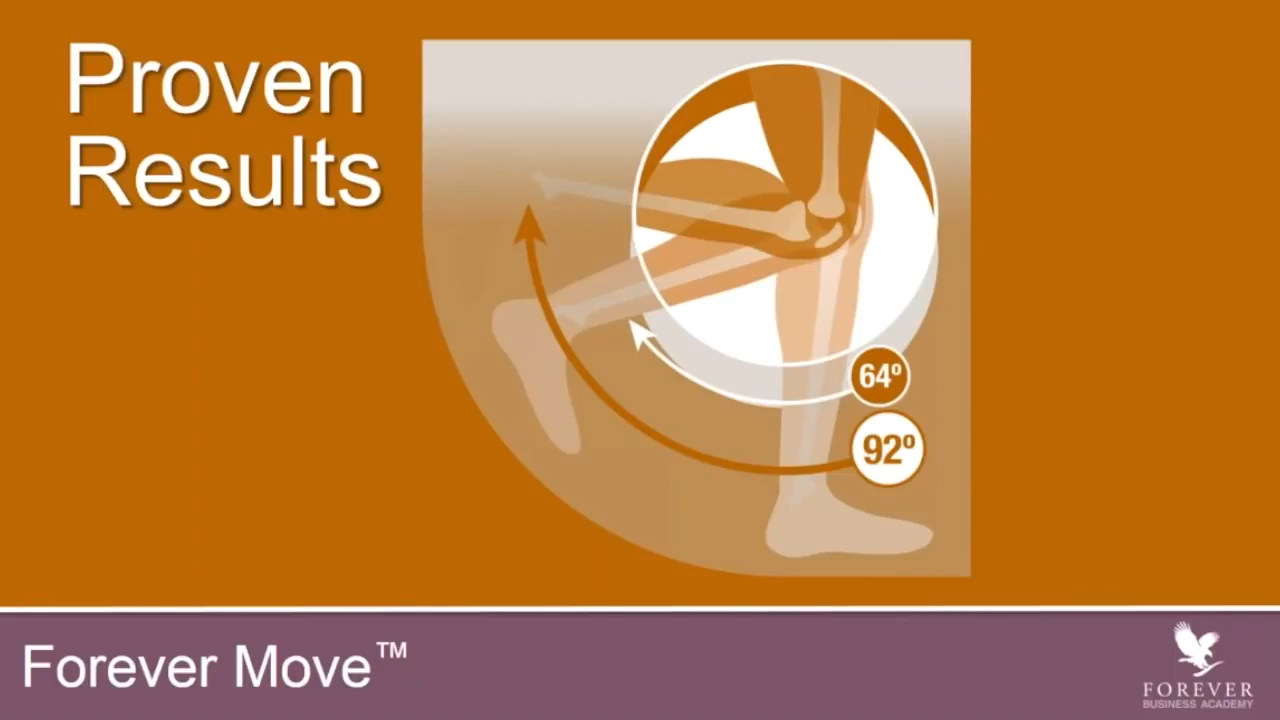 Proven
Results
64º
92º
Forever Move™
FOREVER
BUSINESS ACADEMY